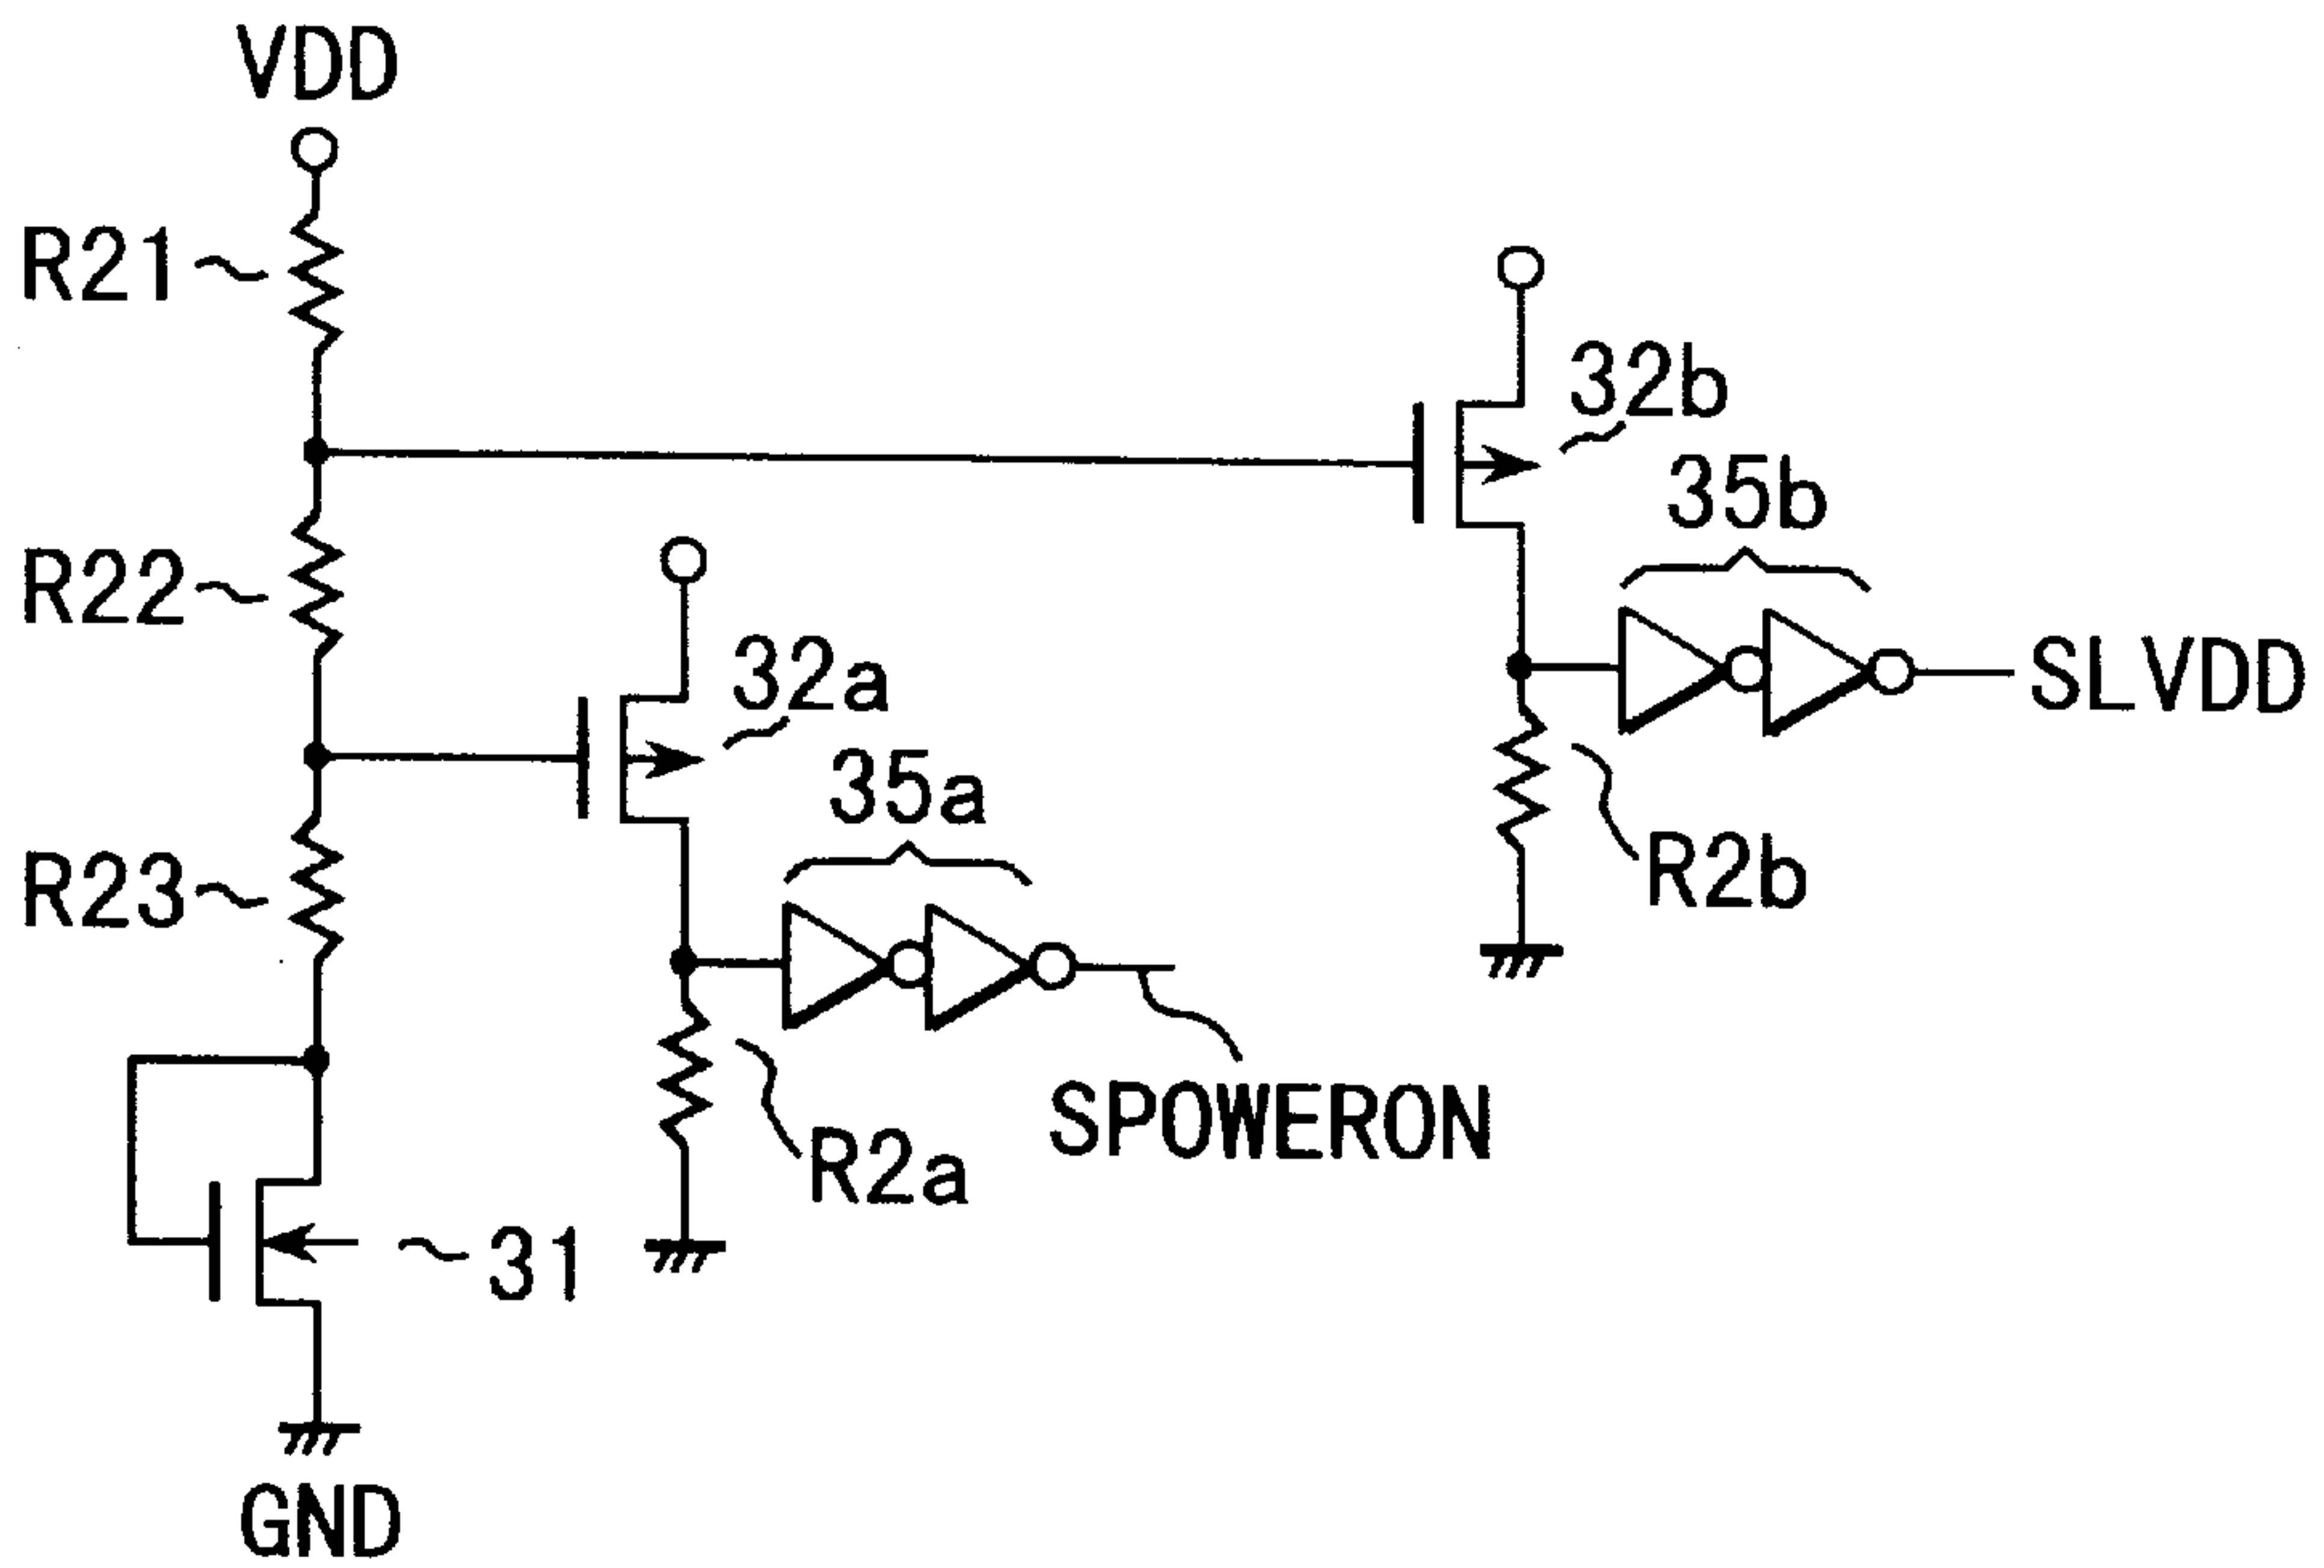 VDD
R21
32b
35b
R22
32a
SLVDD
35a
R23
R2b
SPOWERON
R2a
31
GND